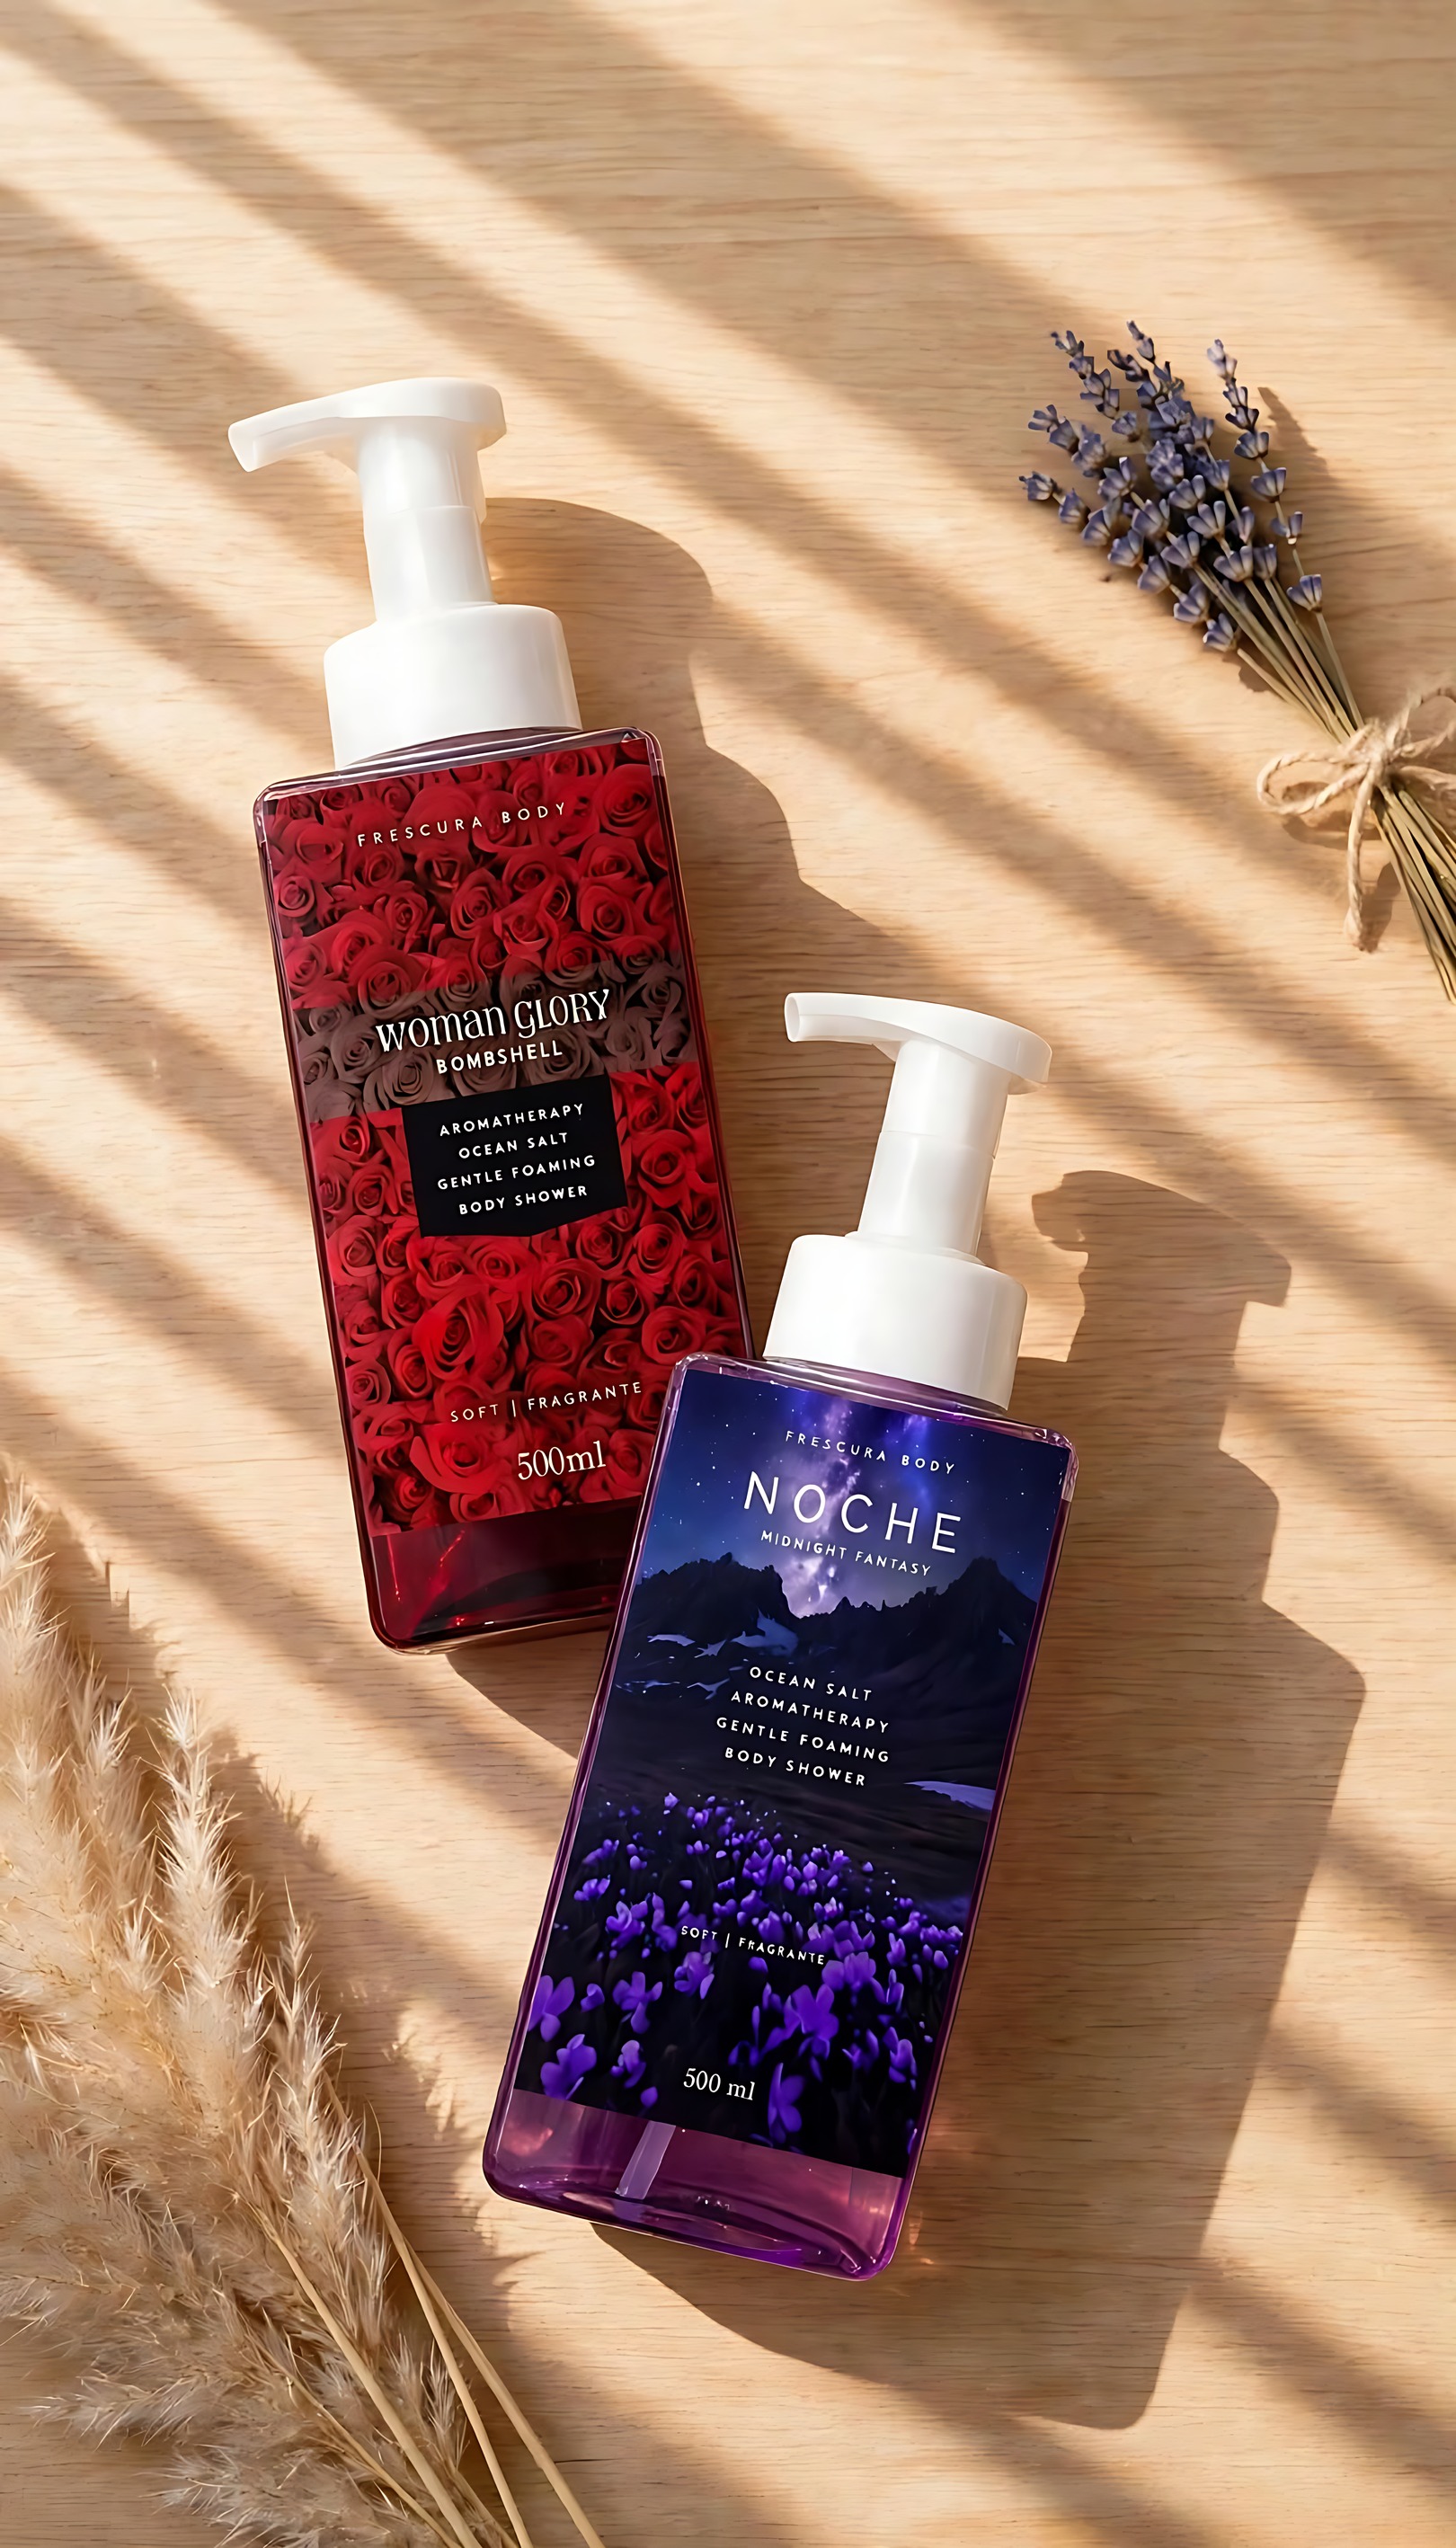 FRESCURA BODY
WOMAN GLORY
BOMBSHELL
AROMATHERAPY
OCEAN SALT
GENTLE FOAMING
BODY SHOWER
SOFT | FRAGRANTE
500ml
FRESCURA BODY
NOCHE
MIDNIGHT FANTASY
OCEAN SALT
AROMATHERAPY
GENTLE FOAMING
BODY SHOWER
SOFT | FRAGRANTE
500 ml